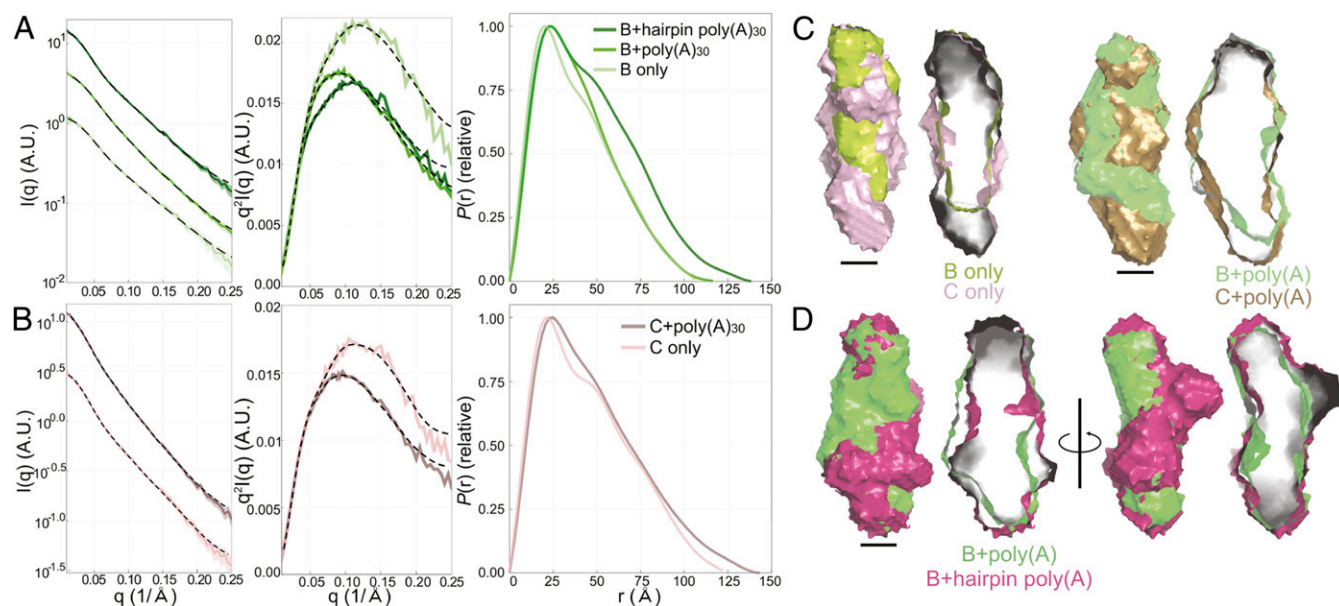 A
I(q) (A.U.)
10¹
10⁰
10⁻¹
10⁻²
0.05 0.10 0.15 0.20 0.25
q²I(q) (A.U.)
0.02
0.015
0.01
0.005
0.00
0.05 0.10 0.15 0.20 0.25
P(r) (relative)
1.00
0.75
0.50
0.25
0.00
0 25 50 75 100 125 150
B+hairpin poly(A)₃₀
B+poly(A)₃₀
B only
B
I(q) (A.U.)
10¹·⁰
10⁰·⁵
10⁰·⁰
10⁻⁰·⁵
10⁻¹·⁰
10⁻¹·⁵
0.05 0.10 0.15 0.20 0.25
q (1/Å)
q²I(q) (A.U.)
0.02
0.015
0.01
0.005
0.00
0.05 0.10 0.15 0.20 0.25
q (1/Å)
P(r) (relative)
1.00
0.75
0.50
0.25
0.00
0 25 50 75 100 125 150
r (Å)
C+poly(A)₃₀
C only
C
B only
C only
B+poly(A)
C+poly(A)
D
B+poly(A)
B+hairpin poly(A)